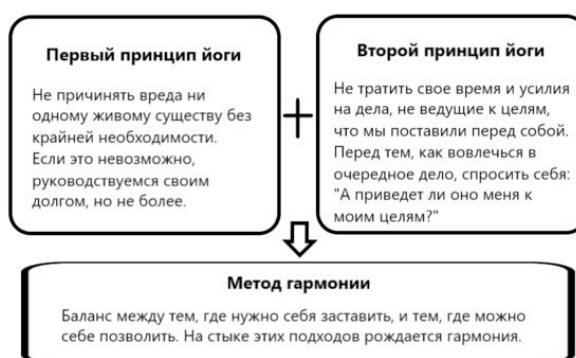 Первый принцип йоги
Не причинять вреда ни
одному живому существу без
крайней необходимости.
Если это невозможно,
руководствуемся своим
долгом, но не более.
+
Второй принцип йоги
Не тратить свое время и усилия
на дела, не ведущие к целям,
что мы поставили перед собой.
Перед тем, как вовлечься в
очередное дело, спросить себя:
"А приведет ли оно меня к
моим целям?"
Метод гармонии
Баланс между тем, где нужно себя заставить, и тем, где можно
себе позволить. На стыке этих подходов рождается гармония.